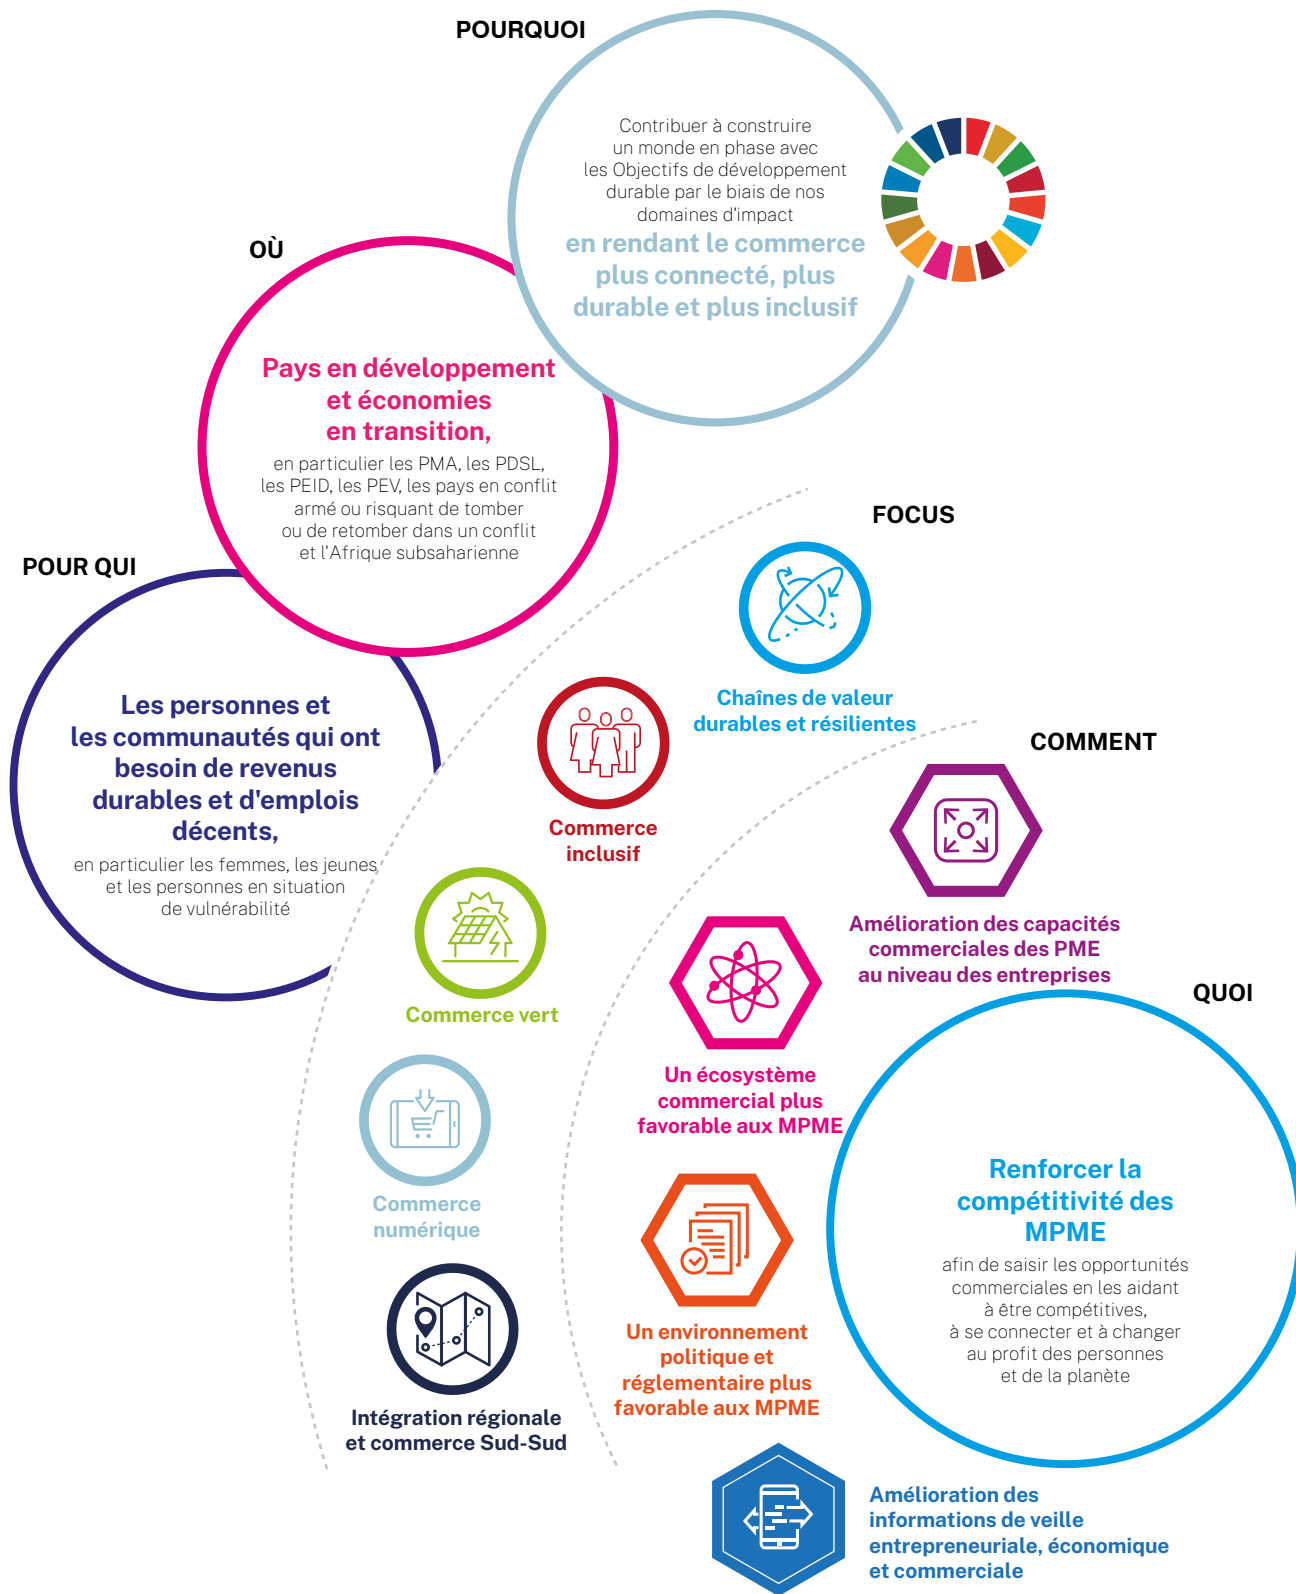 POURQUOI
Contribuer à construire
un monde en phase avec
les Objectifs de développement
durable par le biais de nos
domaines d'impact
en rendant le commerce
plus connecté, plus
durable et plus inclusif
OÙ
Pays en développement
et économies
en transition,
en particulier les PMA, les PDSL,
les PEID, les PEV, les pays en conflit
armé ou risquant de tomber
ou de retomber dans un conflit
et l'Afrique subsaharienne
POUR QUI
Les personnes et
les communautés qui ont
besoin de revenus
durables et d'emplois
décents,
en particulier les femmes, les jeunes
et les personnes en situation
de vulnérabilité
FOCUS
Chaînes de valeur
durables et résilientes
Commerce
inclusif
Commerce vert
Commerce
numérique
Intégration régionale
et commerce Sud-Sud
COMMENT
Amélioration des capacités
commerciales des PME
au niveau des entreprises
Un écosystème
commercial plus
favorable aux MPME
Un environnement
politique et
réglementaire plus
favorable aux MPME
Amélioration des
informations de veille
entrepreneuriale, économique
et commerciale
QUOI
Renforcer la
compétitivité des
MPME
afin de saisir les opportunités
commerciales en les aidant
à être compétitives,
à se connecter et à changer
au profit des personnes
et de la planète